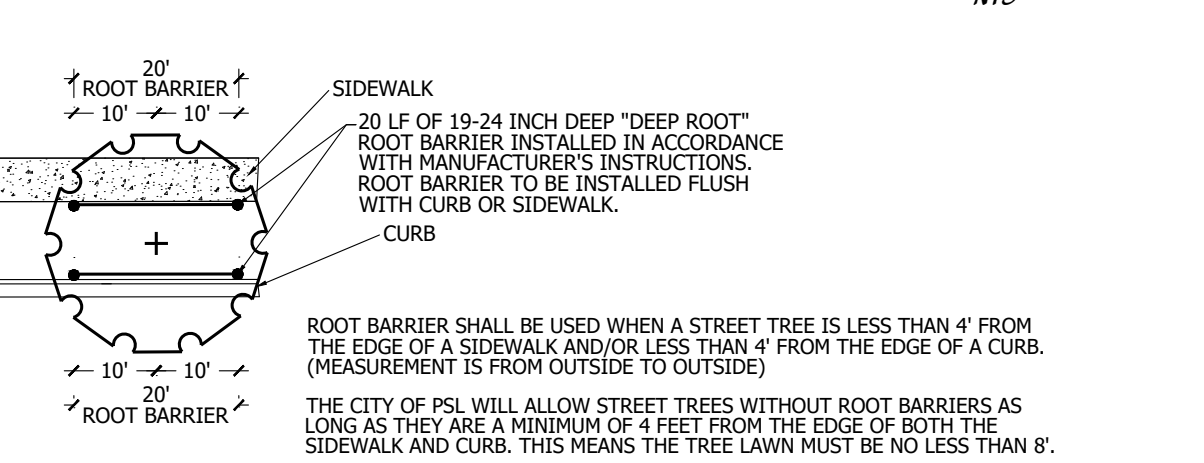 NTS
20'
ROOT BARRIER
10' 10'
SIDEWALK
20 LF OF 19-24 INCH DEEP "DEEP ROOT"
ROOT BARRIER INSTALLED IN ACCORDANCE
WITH MANUFACTURER'S INSTRUCTIONS.
ROOT BARRIER TO BE INSTALLED FLUSH
WITH CURB OR SIDEWALK.
CURB
10' 10'
20'
ROOT BARRIER
ROOT BARRIER SHALL BE USED WHEN A STREET TREE IS LESS THAN 4' FROM
THE EDGE OF A SIDEWALK AND/OR LESS THAN 4' FROM THE EDGE OF A CURB.
(MEASUREMENT IS FROM OUTSIDE TO OUTSIDE)
THE CITY OF PSL WILL ALLOW STREET TREES WITHOUT ROOT BARRIERS AS
LONG AS THEY ARE A MINIMUM OF 4 FEET FROM THE EDGE OF BOTH THE
SIDEWALK AND CURB. THIS MEANS THE TREE LAWN MUST BE NO LESS THAN 8'.